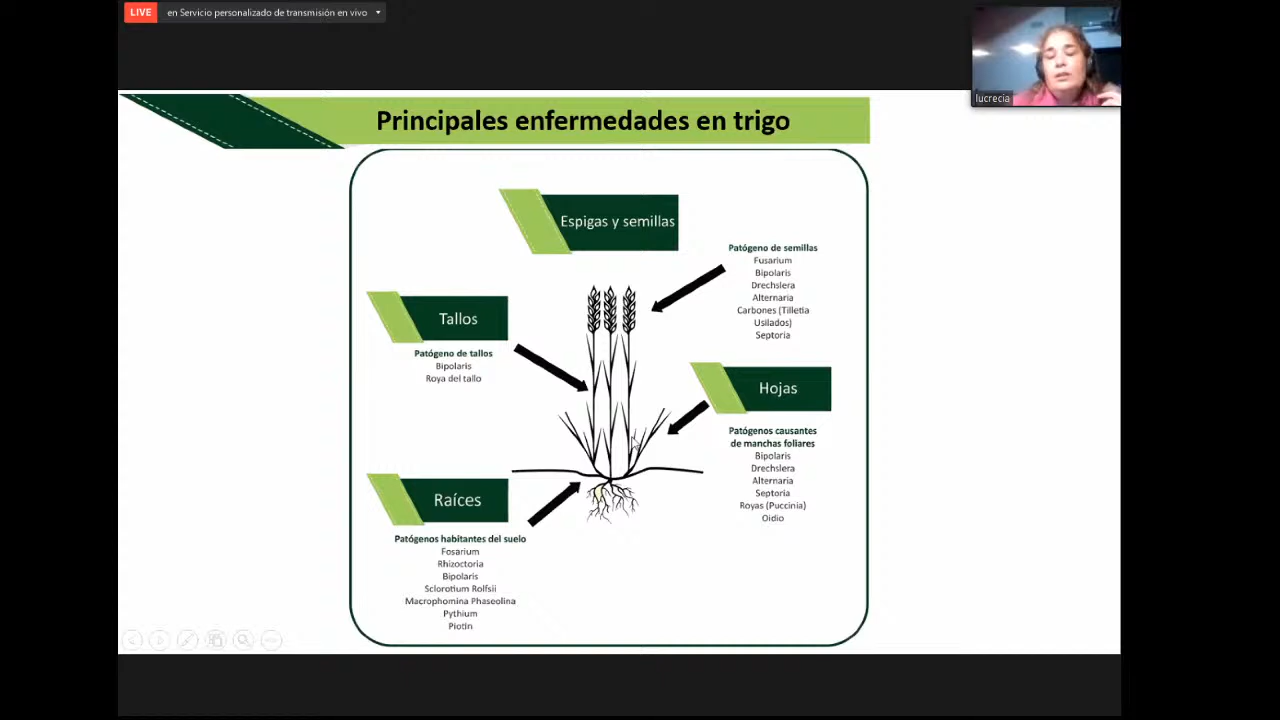 LIVE
en Servicio personalizado de transmisión en vivo
lucrecia
Principales enfermedades en trigo
Espigas y semillas
Patógeno de semillas
Fusarium
Bipolaris
Drechslera
Alternaria
Carbones (Tilletia
Usilados)
Septoria
Tallos
Patógeno de tallos
Bipolaris
Roya del tallo
Hojas
Patógenos causantes
de manchas foliares
Bipolaris
Drechslera
Alternaria
Septoria
Royas (Puccinia)
Oidio
Raíces
Patógenos habitantes del suelo
Fosarium
Rhizoctoria
Bipolaris
Sclorotium Rolfsii
Macrophomina Phaseolina
Pythium
Piotin